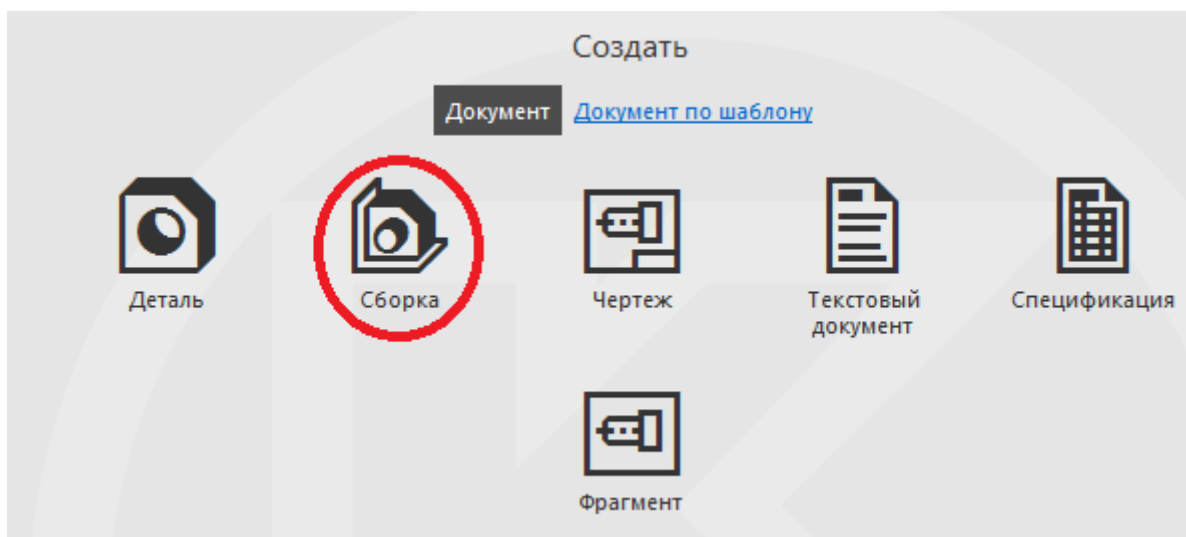 Создать
Документ Документ по шаблону
Деталь Сборка Чертеж Текстовый документ Спецификация
Фрагмент